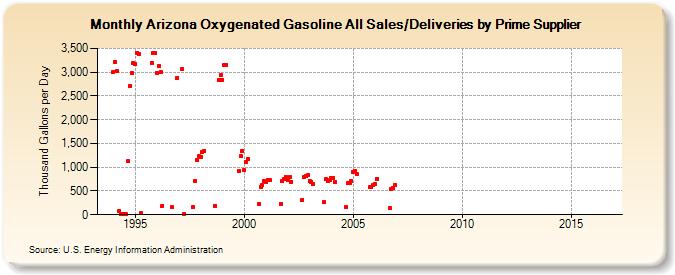 Monthly Arizona Oxygenated Gasoline All Sales/Deliveries by Prime Supplier
Thousand Gallons per Day
3,500
3,000
2,500
2,000
1,500
1,000
500
0
1995 2000 2005 2010 2015
Source: U.S. Energy Information Administration